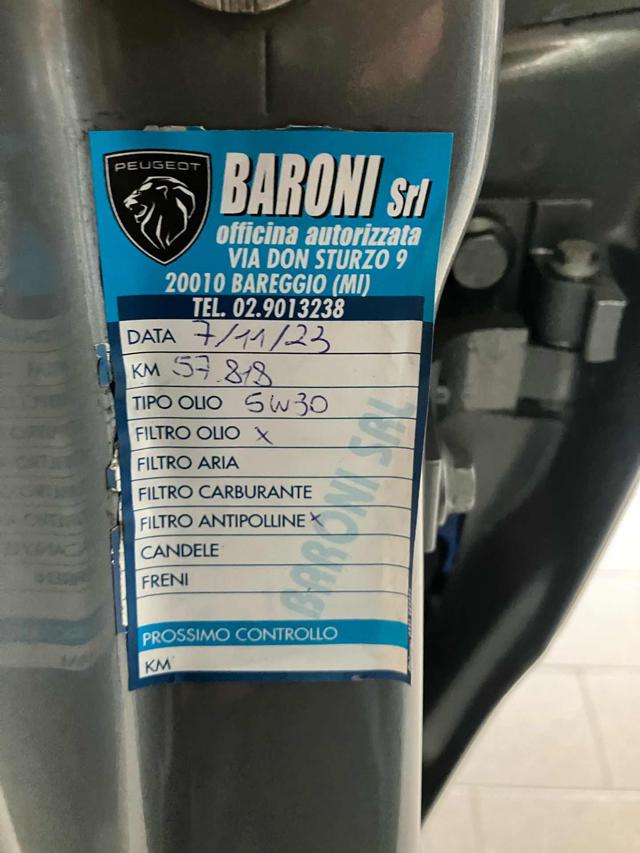 PEUGEOT
BARONI Srl
officina autorizzata
VIA DON STURZO 9
20010 BAREGGIO (MI)
TEL. 02.9013238
DATA 7/11/23
KM 57.818
TIPO OLIO 5W30
FILTRO OLIO X
FILTRO ARIA
FILTRO CARBURANTE
FILTRO ANTIPOLLINE X
CANDELE
FRENI
BARONI SRL
PROSSIMO CONTROLLO
KM